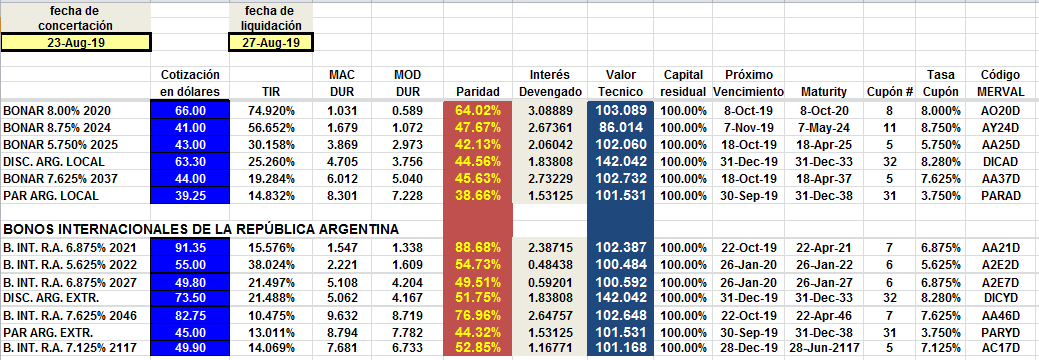 fecha de concertación fecha de liquidación
23-Aug-19 27-Aug-19
Cotización en dólares TIR MAC DUR MOD DUR Paridad Interés Devengado Valor Tecnico Capital residual Próximo Vencimiento Maturity Cupón # Tasa Cupón Código MERVAL
BONAR 8.00% 2020 66.00 74.920% 1.031 0.589 64.02% 3.08889 103.089 100.00% 8-Oct-19 8-Oct-20 8 8.000% AO20D
BONAR 8.75% 2024 41.00 56.652% 1.679 1.072 47.67% 2.67361 86.014 100.00% 7-Nov-19 7-May-24 11 8.750% AY24D
BONAR 5.750% 2025 43.00 30.158% 3.869 2.973 42.13% 2.06042 102.060 100.00% 18-Oct-19 18-Apr-25 5 5.750% AA25D
DISC. ARG. LOCAL 63.30 25.260% 4.705 3.756 44.56% 1.83808 142.042 100.00% 31-Dec-19 31-Dec-33 32 8.280% DICAD
BONAR 7.625% 2037 44.00 19.284% 6.012 5.040 45.63% 2.73229 102.732 100.00% 18-Oct-19 18-Apr-37 5 7.625% AA37D
PAR ARG. LOCAL 39.25 14.832% 8.301 7.228 38.66% 1.53125 101.531 100.00% 30-Sep-19 31-Dec-38 31 3.750% PARAD
BONOS INTERNACIONALES DE LA REPÚBLICA ARGENTINA
B. INT. R.A. 6.875% 2021 91.35 15.576% 1.547 1.338 88.68% 2.38715 102.387 100.00% 22-Oct-19 22-Apr-21 7 6.875% AA21D
B. INT. R.A. 5.625% 2022 55.00 38.024% 2.221 1.609 54.73% 0.48438 100.484 100.00% 26-Jan-20 26-Jan-22 6 5.625% A2E2D
B. INT. R.A. 6.875% 2027 49.80 21.497% 5.108 4.204 49.51% 0.59201 100.592 100.00% 26-Jan-20 26-Jan-27 6 6.875% A2E7D
DISC. ARG. EXTR. 73.50 21.488% 5.062 4.167 51.75% 1.83808 142.042 100.00% 31-Dec-19 31-Dec-33 32 8.280% DICYD
B. INT. R.A. 7.625% 2046 82.75 10.475% 9.632 8.719 76.96% 2.64757 102.648 100.00% 22-Oct-19 22-Apr-46 7 7.625% AA46D
PAR ARG. EXTR. 45.00 13.011% 8.794 7.782 44.32% 1.53125 101.531 100.00% 30-Sep-19 31-Dec-38 31 3.750% PARYD
B. INT. R.A. 7.125% 2117 49.90 14.069% 7.681 6.733 52.85% 1.16771 101.168 100.00% 28-Dec-19 28-Jun-2117 5 7.125% AC17D